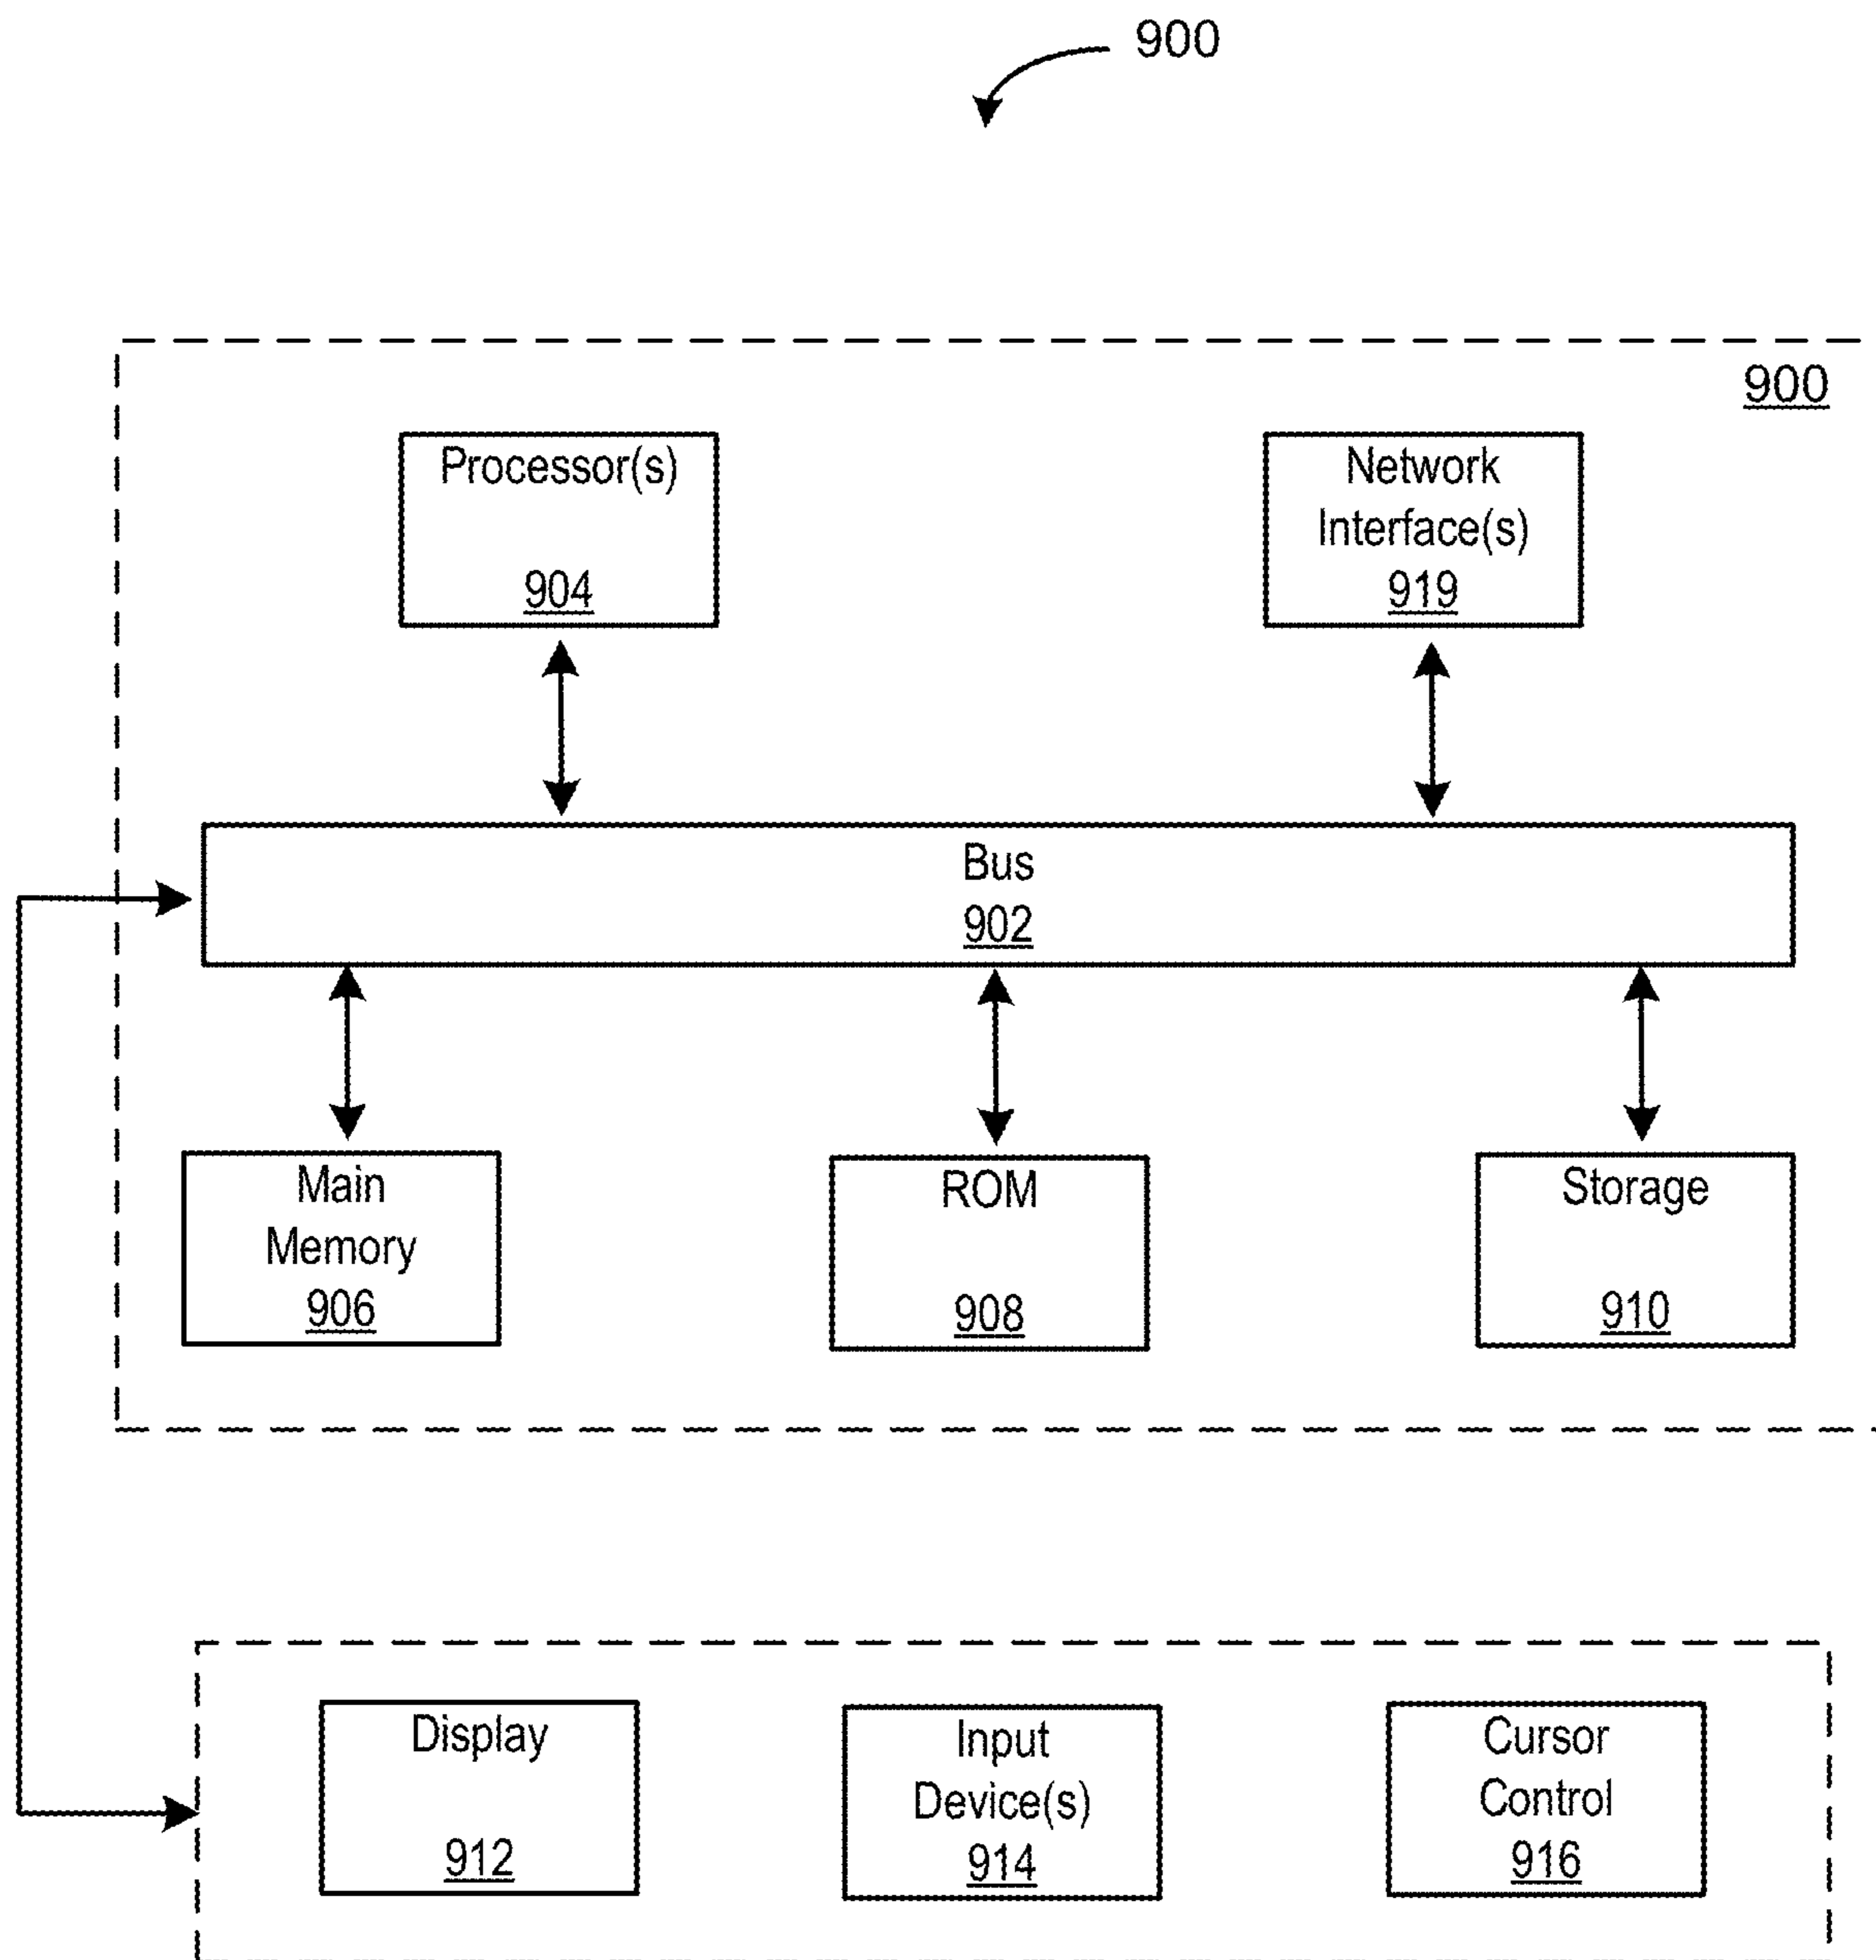 900
900
Processor(s)
904
Network
Interface(s)
919
Bus
902
Main
Memory
906
ROM
908
Storage
910
Display
912
Input
Device(s)
914
Cursor
Control
916